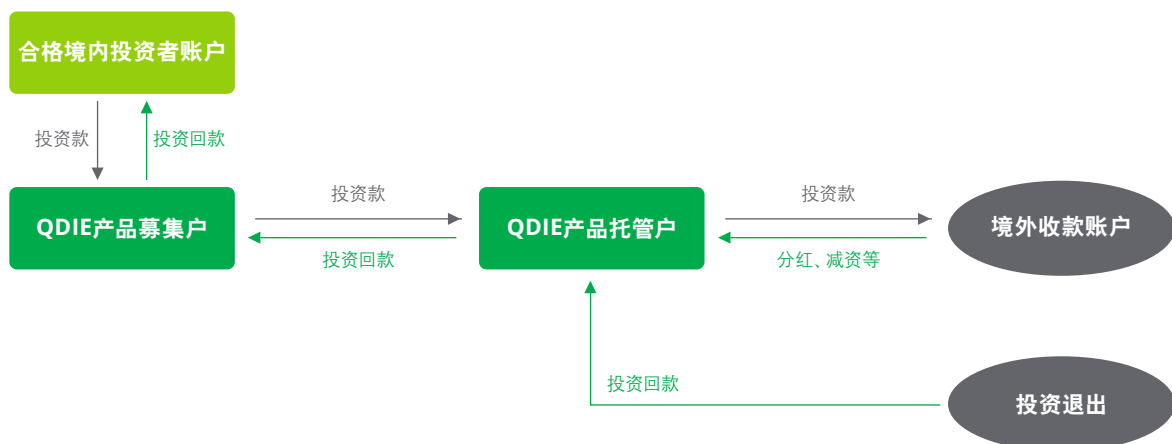 合格境内投资者账户
投资款
投资回款
QDIE产品募集户
投资款
投资回款
QDIE产品托管户
投资款
分红、减资等
境外收款账户
投资回款
投资退出